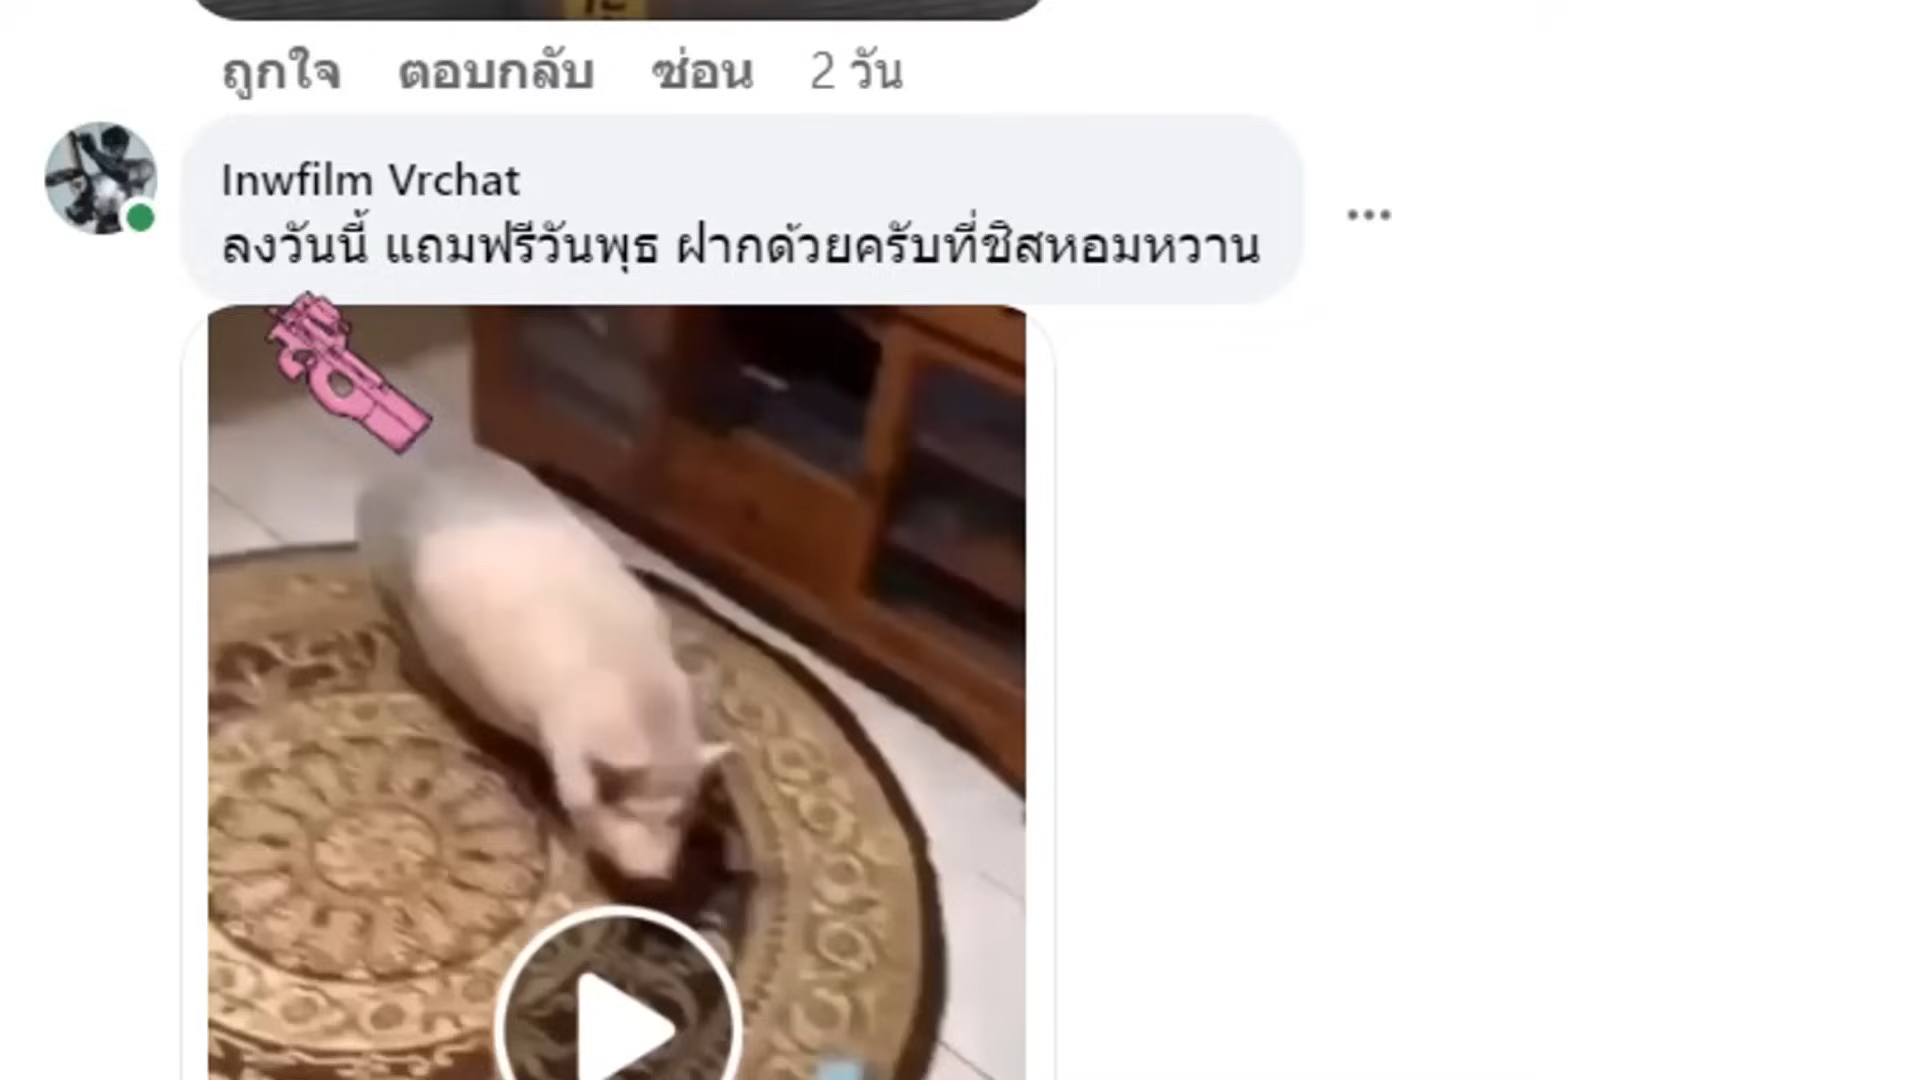 ถูกใจ ตอบกลับ ซ่อน 2 วัน
Inwfilm Vrchat
ลงวันนี้ แถมฟรีวันพุธ ฝากด้วยครับที่ชิสหอมหวาน